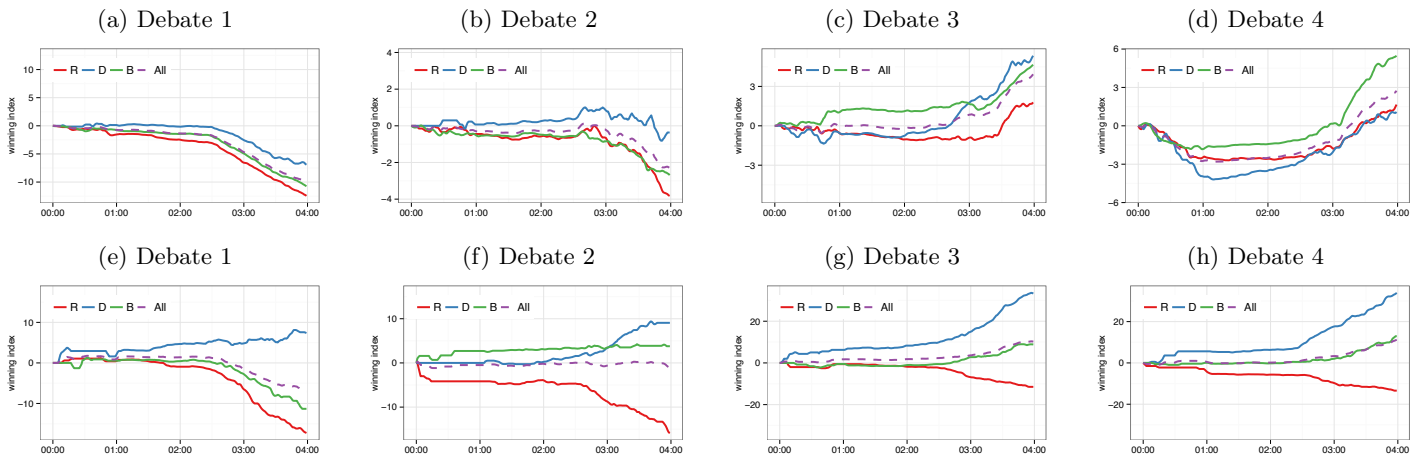 (a) Debate 1
(b) Debate 2
(c) Debate 3
(d) Debate 4
winning index
10
5
0
−5
−10
R D B All
00:00 01:00 02:00 03:00 04:00
winning index
4
2
0
−2
−4
R D B All
00:00 01:00 02:00 03:00 04:00
winning index
3
0
−3
R D B All
00:00 01:00 02:00 03:00 04:00
winning index
6
3
0
−3
−6
R D B All
00:00 01:00 02:00 03:00 04:00
(e) Debate 1
(f) Debate 2
(g) Debate 3
(h) Debate 4
winning index
10
0
−10
R D B All
00:00 01:00 02:00 03:00 04:00
winning index
10
0
−10
R D B All
00:00 01:00 02:00 03:00 04:00
winning index
20
0
−20
R D B All
00:00 01:00 02:00 03:00 04:00
winning index
20
0
−20
R D B All
00:00 01:00 02:00 03:00 04:00